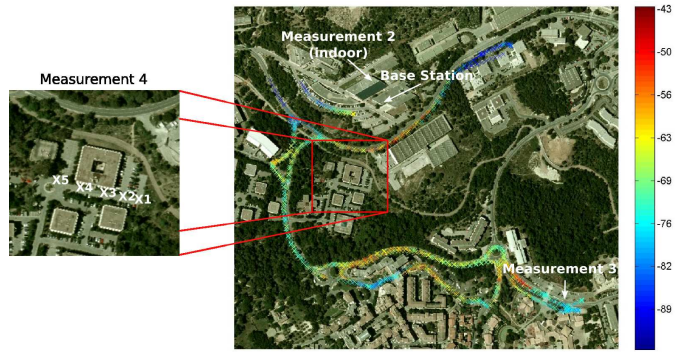 Measurement 4
X5
X4
X3
X2
X1
Measurement 2
(indoor)
Base Station
Measurement 3
-43
-50
-56
-63
-69
-76
-82
-89